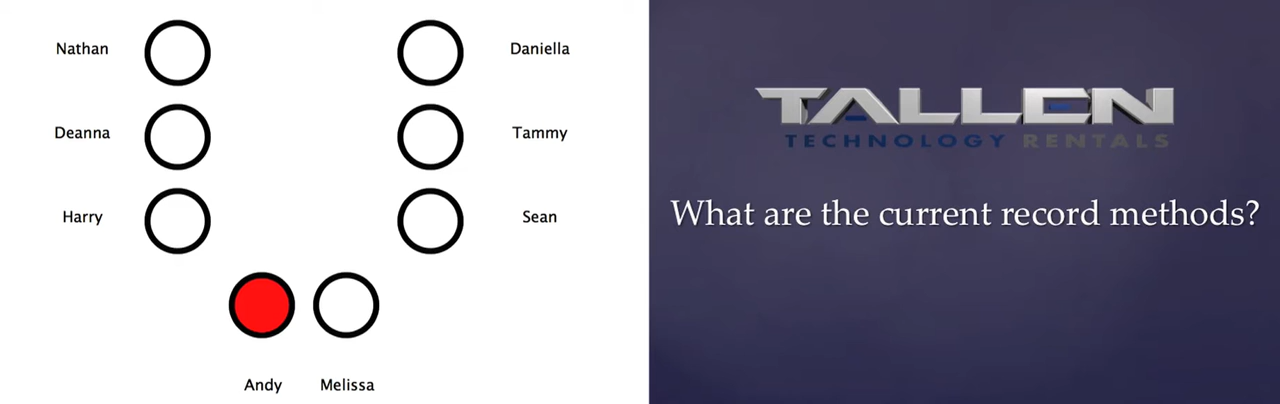 Nathan
Daniella
Deanna
Tammy
Harry
Sean
Andy
Melissa
TALLEN
TECHNOLOGY RENTALS
What are the current record methods?